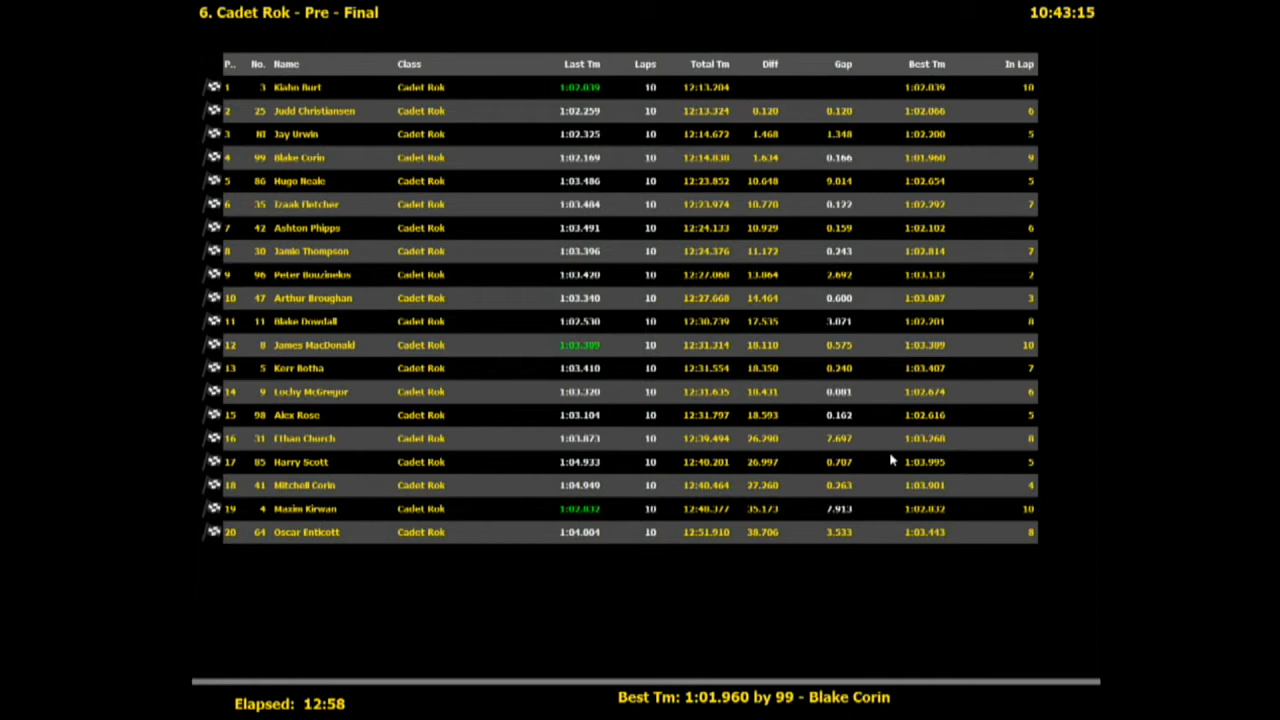 6. Cadet Rok - Pre - Final 10:43:15
P.. No. Name Class Last Tm Laps Total Tm Diff Gap Best Tm In Lap
1 3 Kiahn Burt Cadet Rok 1:02.039 10 12:13.204 1:02.039 10
2 25 Judd Christiansen Cadet Rok 1:02.259 10 12:13.324 0.120 0.120 1:02.066 6
3 NI Jay Urwin Cadet Rok 1:02.325 10 12:14.672 1.468 1.348 1:02.200 5
4 99 Blake Corin Cadet Rok 1:02.169 10 12:14.838 1.634 0.166 1:01.960 9
5 86 Hugo Neale Cadet Rok 1:03.486 10 12:23.852 10.648 9.014 1:02.654 5
6 35 Izaak Fletcher Cadet Rok 1:03.484 10 12:23.974 10.770 0.122 1:02.292 7
7 42 Ashton Phipps Cadet Rok 1:03.491 10 12:24.133 10.929 0.159 1:02.102 6
8 30 Jamie Thompson Cadet Rok 1:03.396 10 12:24.376 11.172 0.243 1:02.814 7
9 96 Peter Bouzinelos Cadet Rok 1:03.420 10 12:27.068 13.864 2.692 1:03.133 2
10 47 Arthur Broughan Cadet Rok 1:03.340 10 12:27.668 14.464 0.600 1:03.087 3
11 11 Blake Dowdall Cadet Rok 1:02.530 10 12:30.739 17.535 3.071 1:02.201 8
12 8 James MacDonald Cadet Rok 1:03.309 10 12:31.314 18.110 0.575 1:03.309 10
13 5 Kerr Botha Cadet Rok 1:03.410 10 12:31.554 18.350 0.240 1:03.407 7
14 9 Lochy McGregor Cadet Rok 1:03.320 10 12:31.635 18.431 0.081 1:02.674 6
15 98 Alex Rose Cadet Rok 1:03.104 10 12:31.797 18.593 0.162 1:02.616 5
16 31 Ethan Church Cadet Rok 1:03.873 10 12:39.494 26.290 7.697 1:03.268 8
17 85 Harry Scott Cadet Rok 1:04.933 10 12:40.201 26.997 0.707 1:03.995 5
18 41 Mitchell Corin Cadet Rok 1:04.949 10 12:40.464 27.260 0.263 1:03.901 4
19 4 Maxim Kirwan Cadet Rok 1:02.832 10 12:48.377 35.173 7.913 1:02.832 10
20 64 Oscar Enticott Cadet Rok 1:04.004 10 12:51.910 38.706 3.533 1:03.443 8
Elapsed: 12:58 Best Tm: 1:01.960 by 99 - Blake Corin